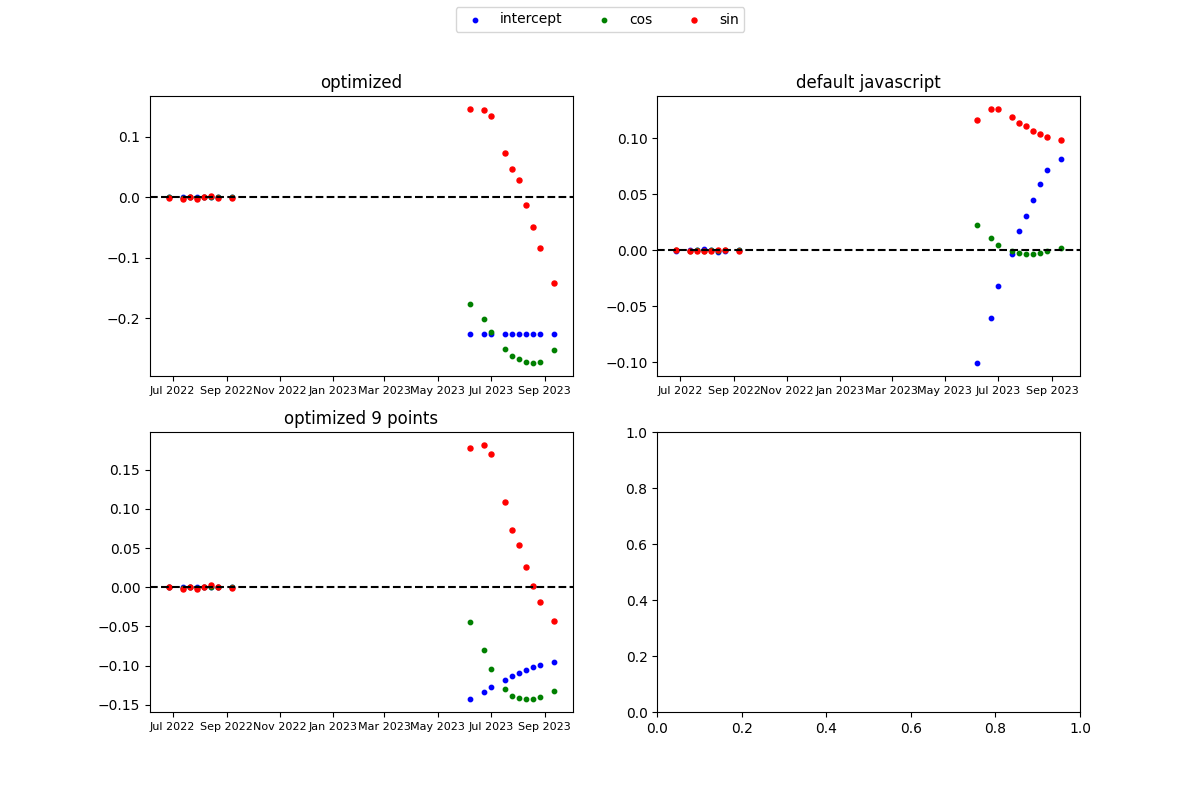 intercept cos sin
optimized
default javascript
0.1
0.0
−0.1
−0.2
Jul 2022 Sep 2022 Nov 2022 Jan 2023 Mar 2023 May 2023 Jul 2023 Sep 2023
0.10
0.05
0.00
−0.05
−0.10
Jul 2022 Sep 2022 Nov 2022 Jan 2023 Mar 2023 May 2023 Jul 2023 Sep 2023
optimized 9 points
0.15
0.10
0.05
0.00
−0.05
−0.10
−0.15
Jul 2022 Sep 2022 Nov 2022 Jan 2023 Mar 2023 May 2023 Jul 2023 Sep 2023
1.0
0.8
0.6
0.4
0.2
0.0
0.0 0.2 0.4 0.6 0.8 1.0